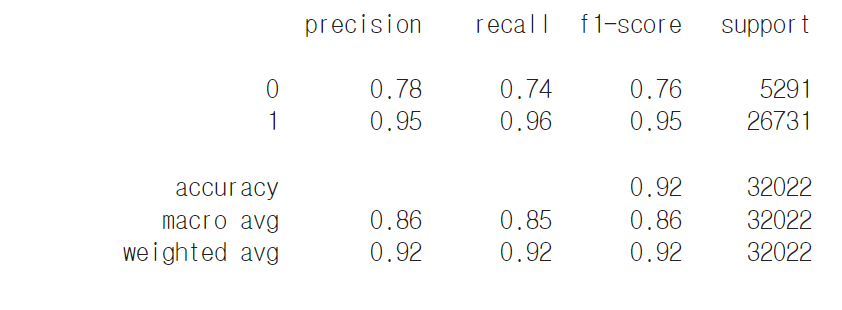 precision recall f1-score support
0 0.78 0.74 0.76 5291
1 0.95 0.96 0.95 26731
accuracy 0.92 32022
macro avg 0.86 0.85 0.86 32022
weighted avg 0.92 0.92 0.92 32022